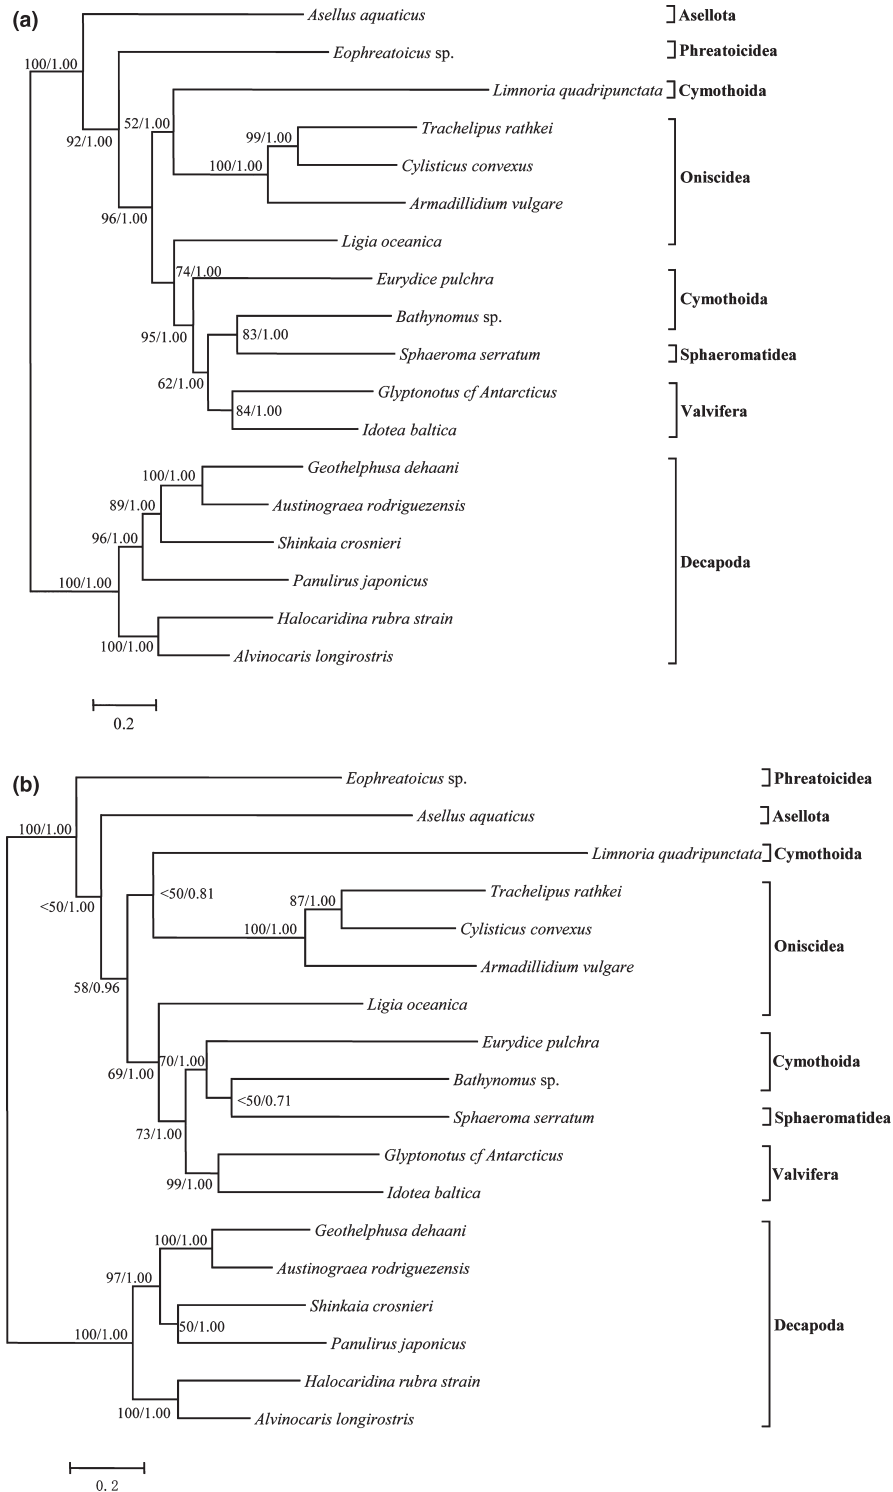 (a)
Asellus aquaticus
Asellota
Eophreatoicus sp.
Phreatoicidea
100/1.00
Limnoria quadripunctata
Cymothoida
52/1.00
Trachelipus rathkei
99/1.00
92/1.00
Cylisticus convexus
100/1.00
Oniscidea
Armadillidium vulgare
96/1.00
Ligia oceanica
74/1.00
Eurydice pulchra
Cymothoida
Bathynomus sp.
95/1.00
83/1.00
Sphaeroma serratum
Sphaeromatidea
62/1.00
Glyptonotus cf Antarcticus
84/1.00
Valvifera
Idotea baltica
Geothelphusa dehaani
100/1.00
Austinograea rodriguezensis
89/1.00
96/1.00
Shinkaia crosnieri
Decapoda
100/1.00
Panulirus japonicus
Halocaridina rubra strain
100/1.00
Alvinocaris longirostris
0.2
(b)
Eophreatoicus sp.
Phreatoicidea
Asellus aquaticus
Asellota
100/1.00
Limnoria quadripunctata
Cymothoida
<50/0.81
Trachelipus rathkei
87/1.00
<50/1.00
Cylisticus convexus
100/1.00
Oniscidea
Armadillidium vulgare
58/0.96
Ligia oceanica
Eurydice pulchra
70/1.00
Cymothoida
69/1.00
Bathynomus sp.
<50/0.71
Sphaeroma serratum
Sphaeromatidea
73/1.00
Glyptonotus cf Antarcticus
Valvifera
99/1.00
Idotea baltica
Geothelphusa dehaani
100/1.00
Austinograea rodriguezensis
97/1.00
Shinkaia crosnieri
50/1.00
Decapoda
100/1.00
Panulirus japonicus
Halocaridina rubra strain
100/1.00
Alvinocaris longirostris
0.2